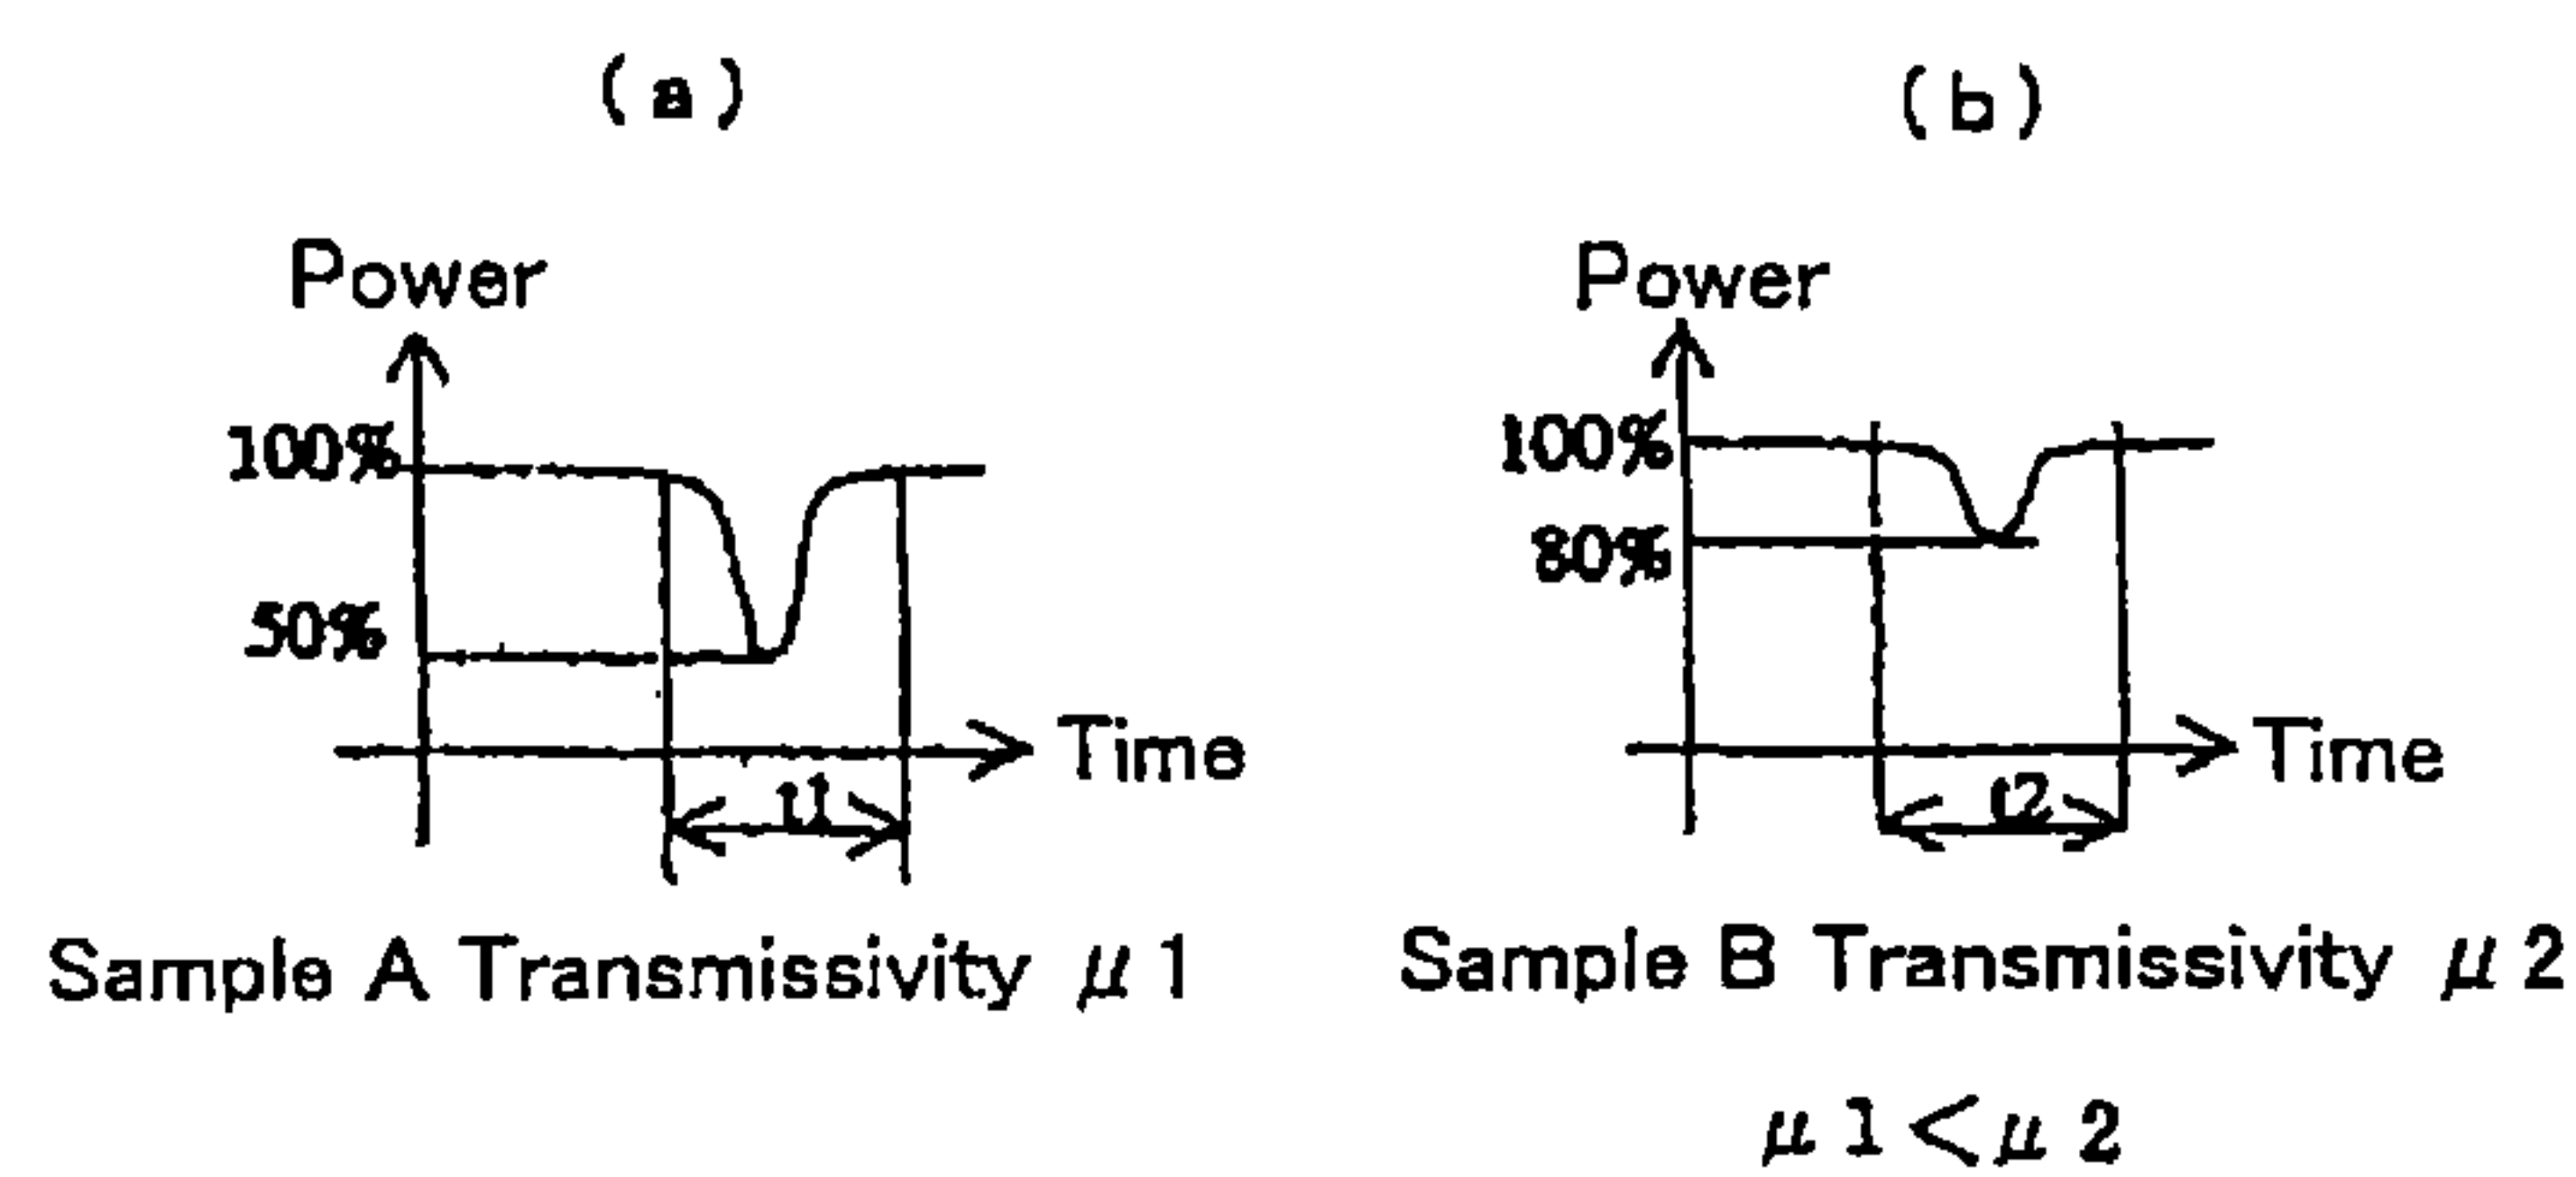 (a)
Power
100%
50%
Time
t1
Sample A Transmissivity μ1
(b)
Power
100%
80%
Time
t2
Sample B Transmissivity μ2
μ1<μ2